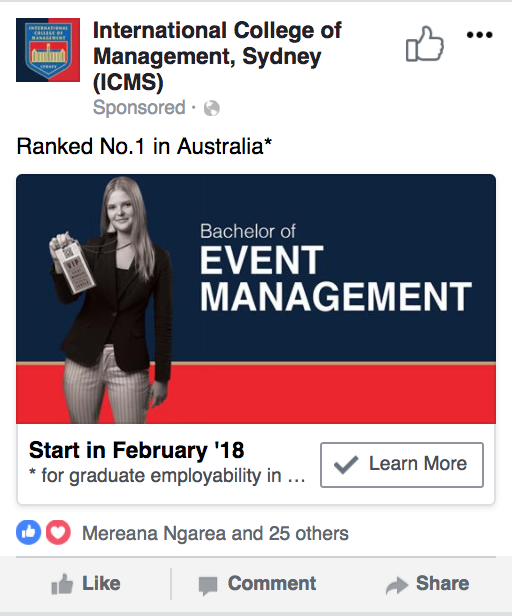 International College of
Management, Sydney
(ICMS)
Sponsored ·
Ranked No.1 in Australia*
Bachelor of
EVENT
MANAGEMENT
VIP
Start in February '18
* for graduate employability in ...
Learn More
Mereana Ngarea and 25 others
Like
Comment
Share